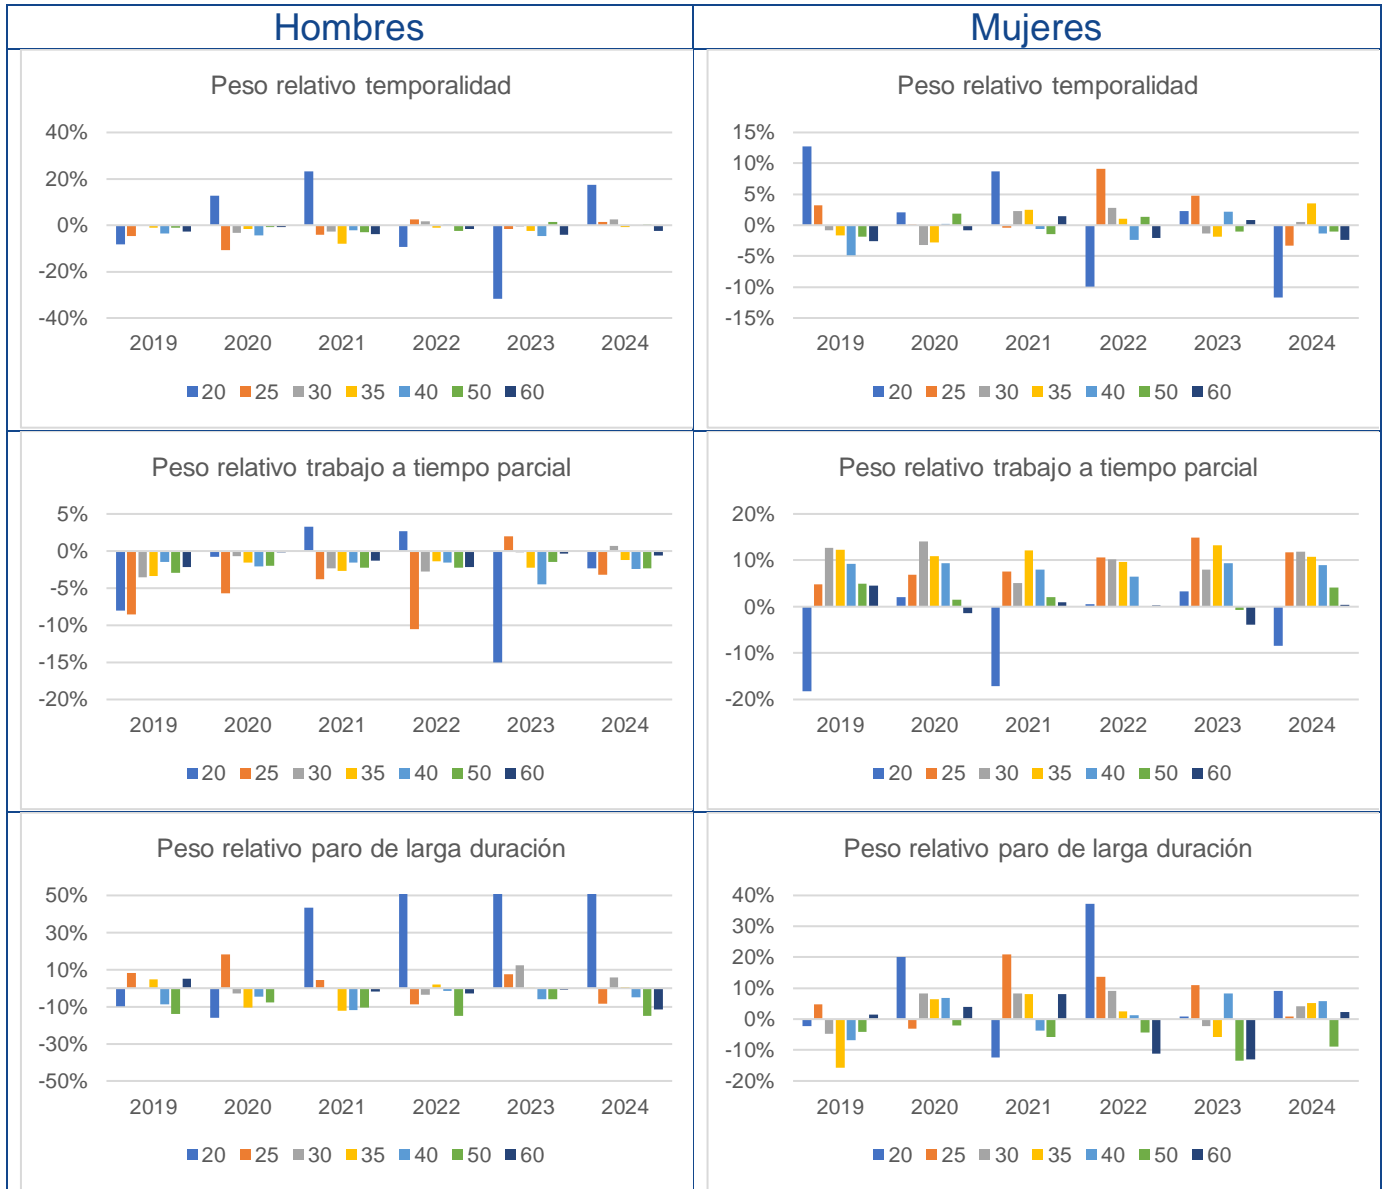 Hombres
Mujeres
Peso relativo temporalidad
40%
20%
0%
-20%
-40%
2019 2020 2021 2022 2023 2024
20 25 30 35 40 50 60
Peso relativo temporalidad
15%
10%
5%
0%
-5%
-10%
-15%
2019 2020 2021 2022 2023 2024
20 25 30 35 40 50 60
Peso relativo trabajo a tiempo parcial
5%
0%
-5%
-10%
-15%
-20%
2019 2020 2021 2022 2023 2024
20 25 30 35 40 50 60
Peso relativo trabajo a tiempo parcial
20%
10%
0%
-10%
-20%
2019 2020 2021 2022 2023 2024
20 25 30 35 40 50 60
Peso relativo paro de larga duración
50%
30%
10%
-10%
-30%
-50%
2019 2020 2021 2022 2023 2024
20 25 30 35 40 50 60
Peso relativo paro de larga duración
40%
30%
20%
10%
0%
-10%
-20%
2019 2020 2021 2022 2023 2024
20 25 30 35 40 50 60